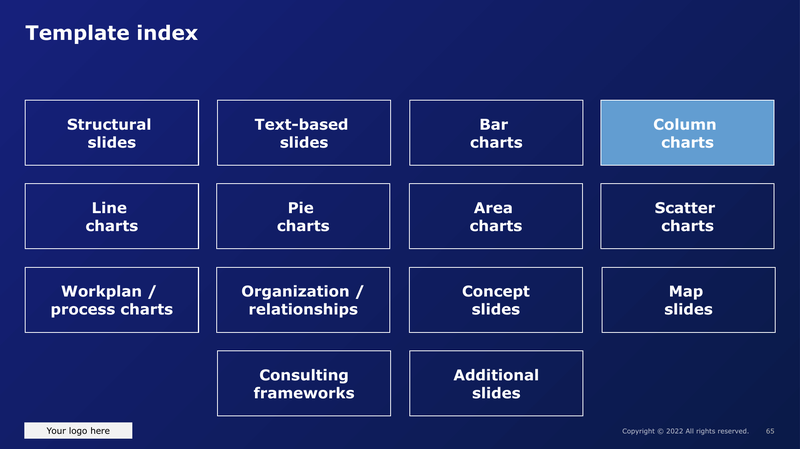 Template index
Structural
slides
Text-based
slides
Bar
charts
Column
charts
Line
charts
Pie
charts
Area
charts
Scatter
charts
Workplan /
process charts
Organization /
relationships
Concept
slides
Map
slides
Consulting
frameworks
Additional
slides
Your logo here
Copyright © 2022 All rights reserved. 65